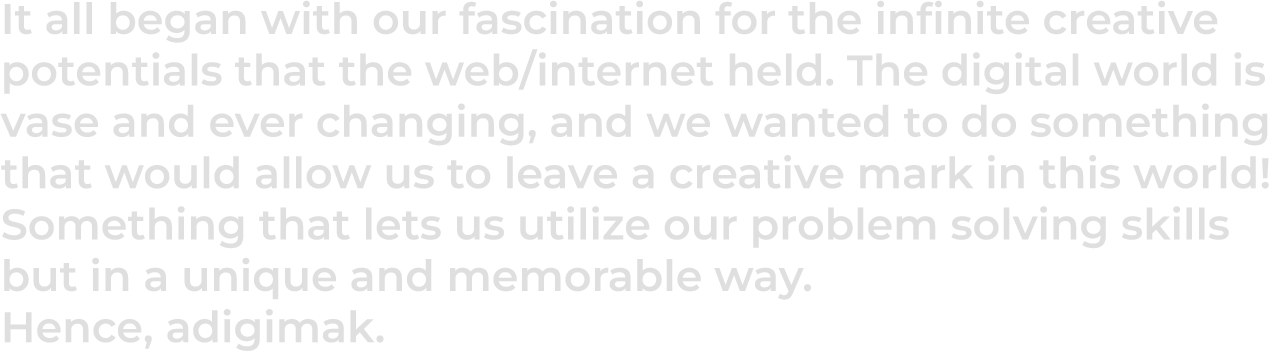 It all began with our fascination for the infinite creative
potentials that the web/internet held. The digital world is
vase and ever changing, and we wanted to do something
that would allow us to leave a creative mark in this world!
Something that lets us utilize our problem solving skills
but in a unique and memorable way.
Hence, adigimak.